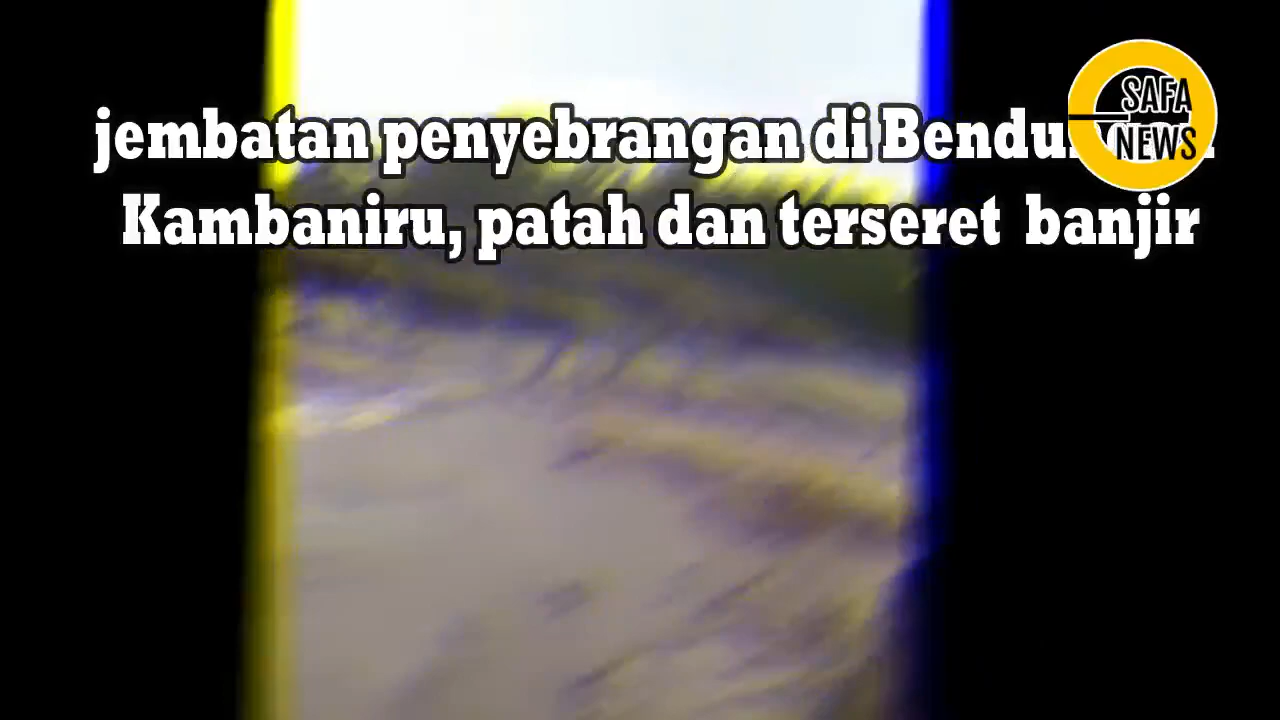 jembatan penyebrangan di
Kambaniru, patah dan terseret banjir
SAFA
NEWS